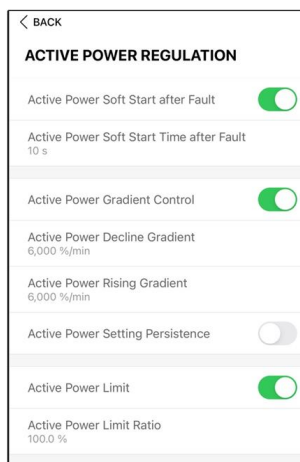 < BACK
ACTIVE POWER REGULATION
Active Power Soft Start after Fault
Active Power Soft Start Time after Fault
10 s
Active Power Gradient Control
Active Power Decline Gradient
6,000 %/min
Active Power Rising Gradient
6,000 %/min
Active Power Setting Persistence
Active Power Limit
Active Power Limit Ratio
100.0 %